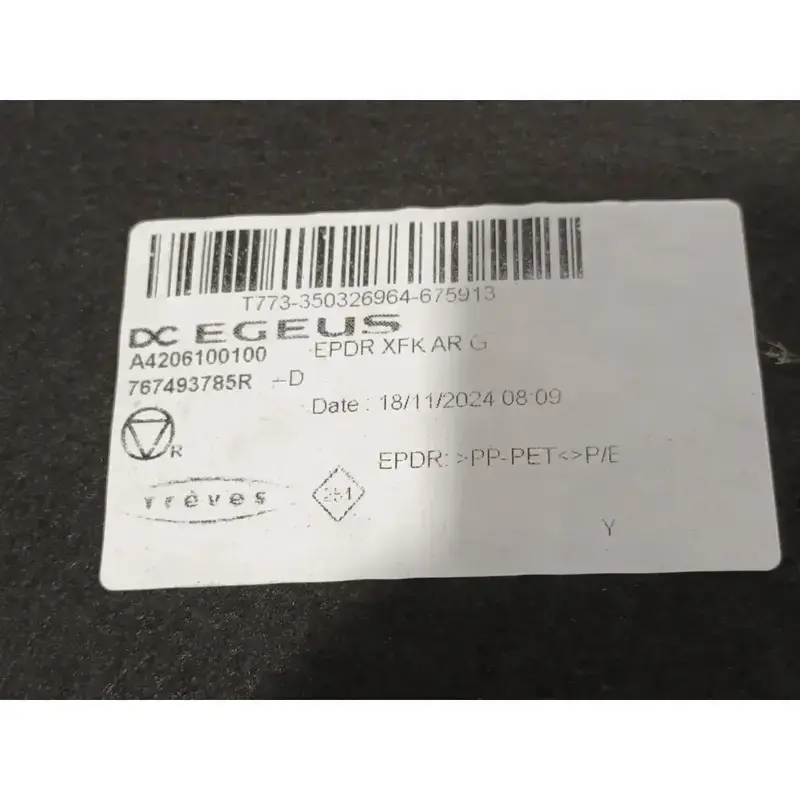 T773-350326964-675913
DC EGEUS
A4206100100 EPDR XFK AR G
767493785R --D
Date : 18/11/2024 08:09
R
EPDR: >PP-PET<>P/E
Trèves
Y